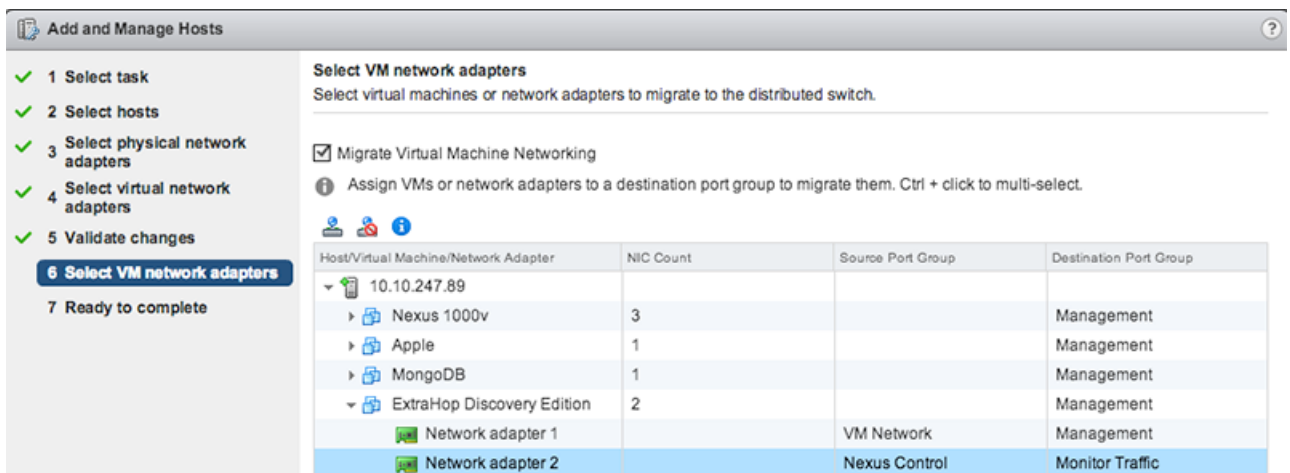 Add and Manage Hosts
?
1 Select task
2 Select hosts
3 Select physical network
adapters
4 Select virtual network
adapters
5 Validate changes
6 Select VM network adapters
7 Ready to complete
Select VM network adapters
Select virtual machines or network adapters to migrate to the distributed switch.
Migrate Virtual Machine Networking
Assign VMs or network adapters to a destination port group to migrate them. Ctrl + click to multi-select.
Host/Virtual Machine/Network Adapter NIC Count Source Port Group Destination Port Group
10.10.247.89
Nexus 1000v 3 Management
Apple 1 Management
MongoDB 1 Management
ExtraHop Discovery Edition 2 Management
Network adapter 1 VM Network Management
Network adapter 2 Nexus Control Monitor Traffic